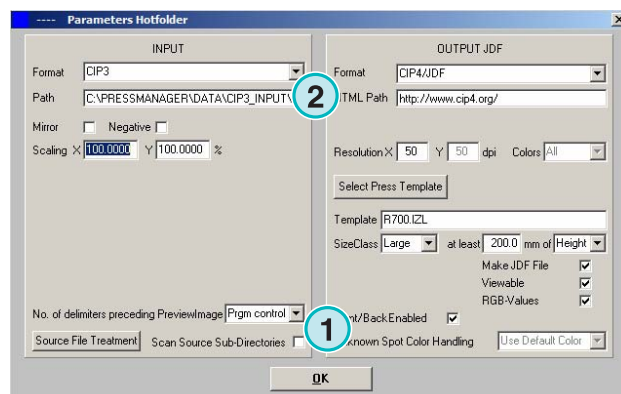 ---- Parameters Hotfolder
INPUT
Format CIP3
Path C:\PRESSMANAGER\DATA\CIP3_INPUT\
Mirror Negative
Scaling X 100.0000 Y 100.0000 %
No. of delimiters preceding PreviewImage Prgm control
Source File Treatment Scan Source Sub-Directories
1
2
OUTPUT JDF
Format CIP4/JDF
HTML Path http://www.cip4.org/
Resolution X 50 Y 50 dpi Colors All
Select Press Template
Template R700.IZL
SizeClass Large at least 200.0 mm of Height
Make JDF File
Viewable
RGB-Values
nt/Back Enabled
known Spot Color Handling Use Default Color
OK